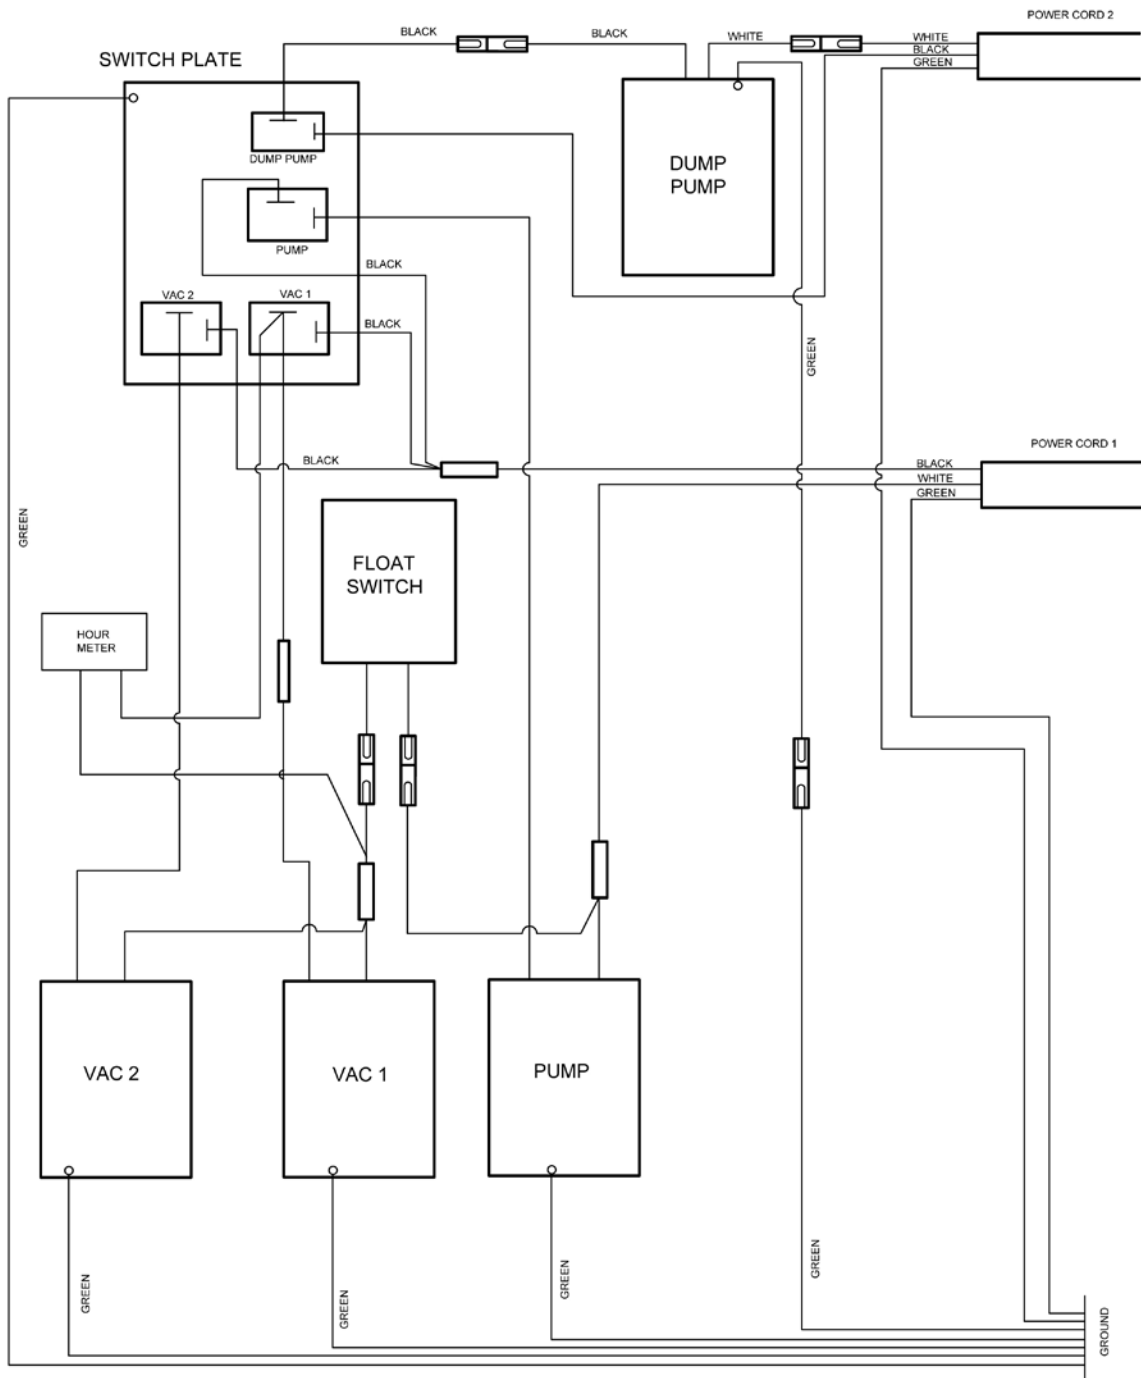 POWER CORD 2
BLACK
BLACK
WHITE
WHITE
BLACK
GREEN
SWITCH PLATE
DUMP PUMP
DUMP
PUMP
PUMP
BLACK
VAC 2
VAC 1
BLACK
GREEN
POWER CORD 1
BLACK
BLACK
WHITE
GREEN
GREEN
FLOAT
SWITCH
HOUR
METER
VAC 2
VAC 1
PUMP
GREEN
GREEN
GREEN
GREEN
GROUND